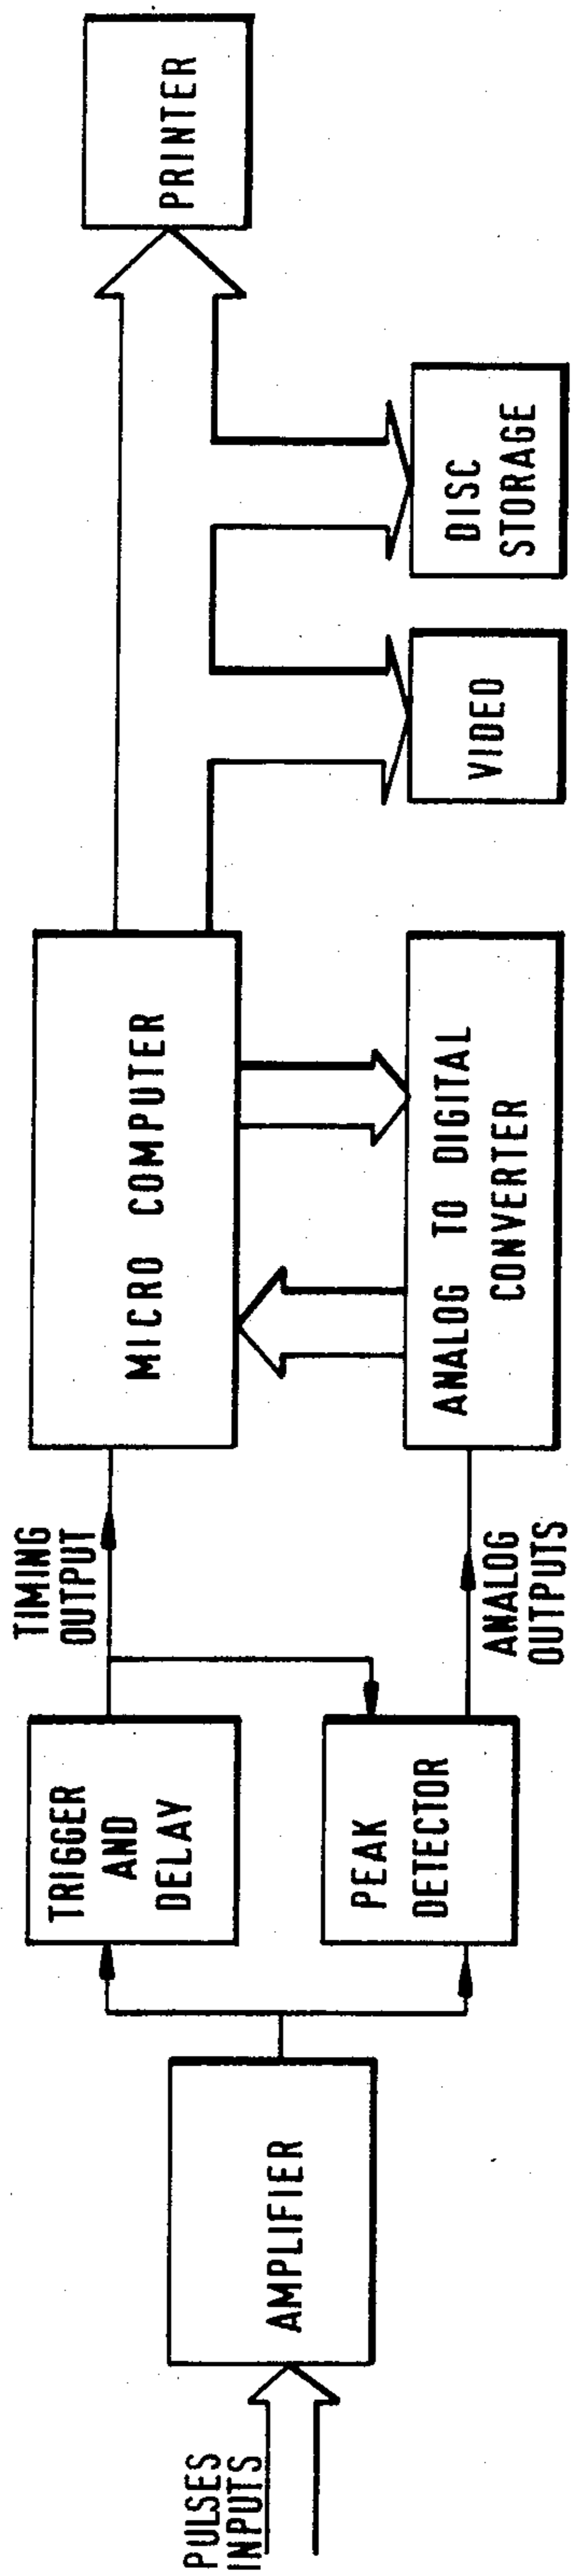 PULSES
INPUTS
AMPLIFIER
TRIGGER
AND
DELAY
PEAK
DETECTOR
TIMING
OUTPUT
ANALOG
OUTPUTS
MICRO COMPUTER
ANALOG TO DIGITAL
CONVERTER
VIDEO
DISC
STORAGE
PRINTER